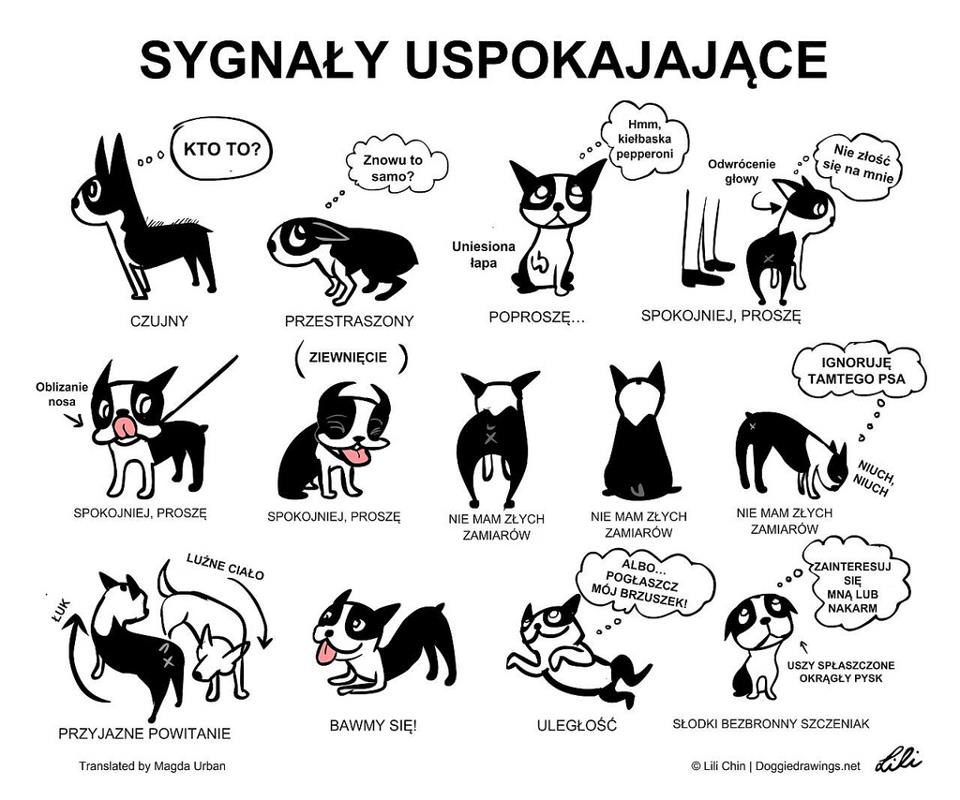 SYGNAŁY USPOKAJAJĄCE
KTO TO?
Znowu to
samo?
Hmm,
kiełbaska
pepperoni
Odwrócenie
głowy
Nie złość
się na mnie
Uniesiona
łapa
CZUJNY
PRZESTRASZONY
POPROSZĘ...
SPOKOJNIEJ, PROSZĘ
Oblizanie
nosa
( ZIEWNIĘCIE )
IGNORUJĘ
TAMTEGO PSA
NIUCH,
NIUCH
SPOKOJNIEJ, PROSZĘ
SPOKOJNIEJ, PROSZĘ
NIE MAM ZŁYCH
ZAMIARÓW
NIE MAM ZŁYCH
ZAMIARÓW
NIE MAM ZŁYCH
ZAMIARÓW
ŁUK
LUŹNE CIAŁO
ALBO...
POGŁASZCZ
MÓJ BRZUSZEK!
ZAINTERESUJ
SIĘ
MNĄ LUB
NAKARM
USZY SPŁASZCZONE
OKRĄGŁY PYSK
PRZYJAZNE POWITANIE
BAWMY SIĘ!
ULEGŁOŚĆ
SŁODKI BEZBRONNY SZCZENIAK
Translated by Magda Urban
© Lili Chin | Doggiedrawings.net
Lili